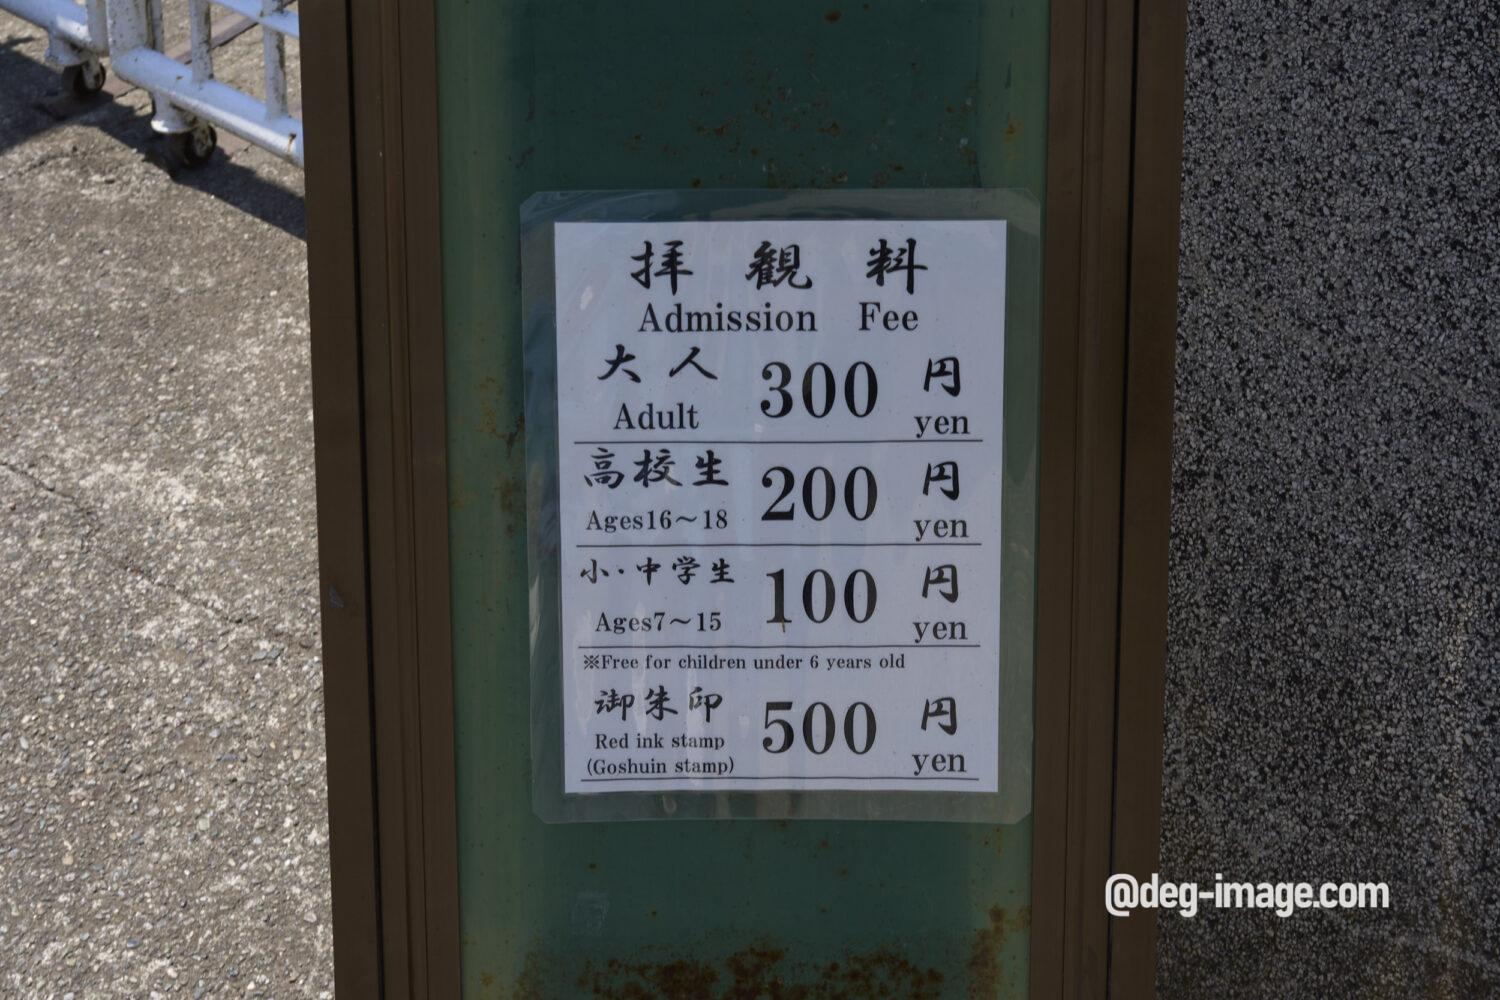 拝観料
Admission Fee
大人 300 円
Adult yen
高校生 200 円
Ages16～18 yen
小・中学生 100 円
Ages7～15 yen
※Free for children under 6 years old
御朱印 500 円
Red ink stamp
(Goshuin stamp) yen
@deg-image.com